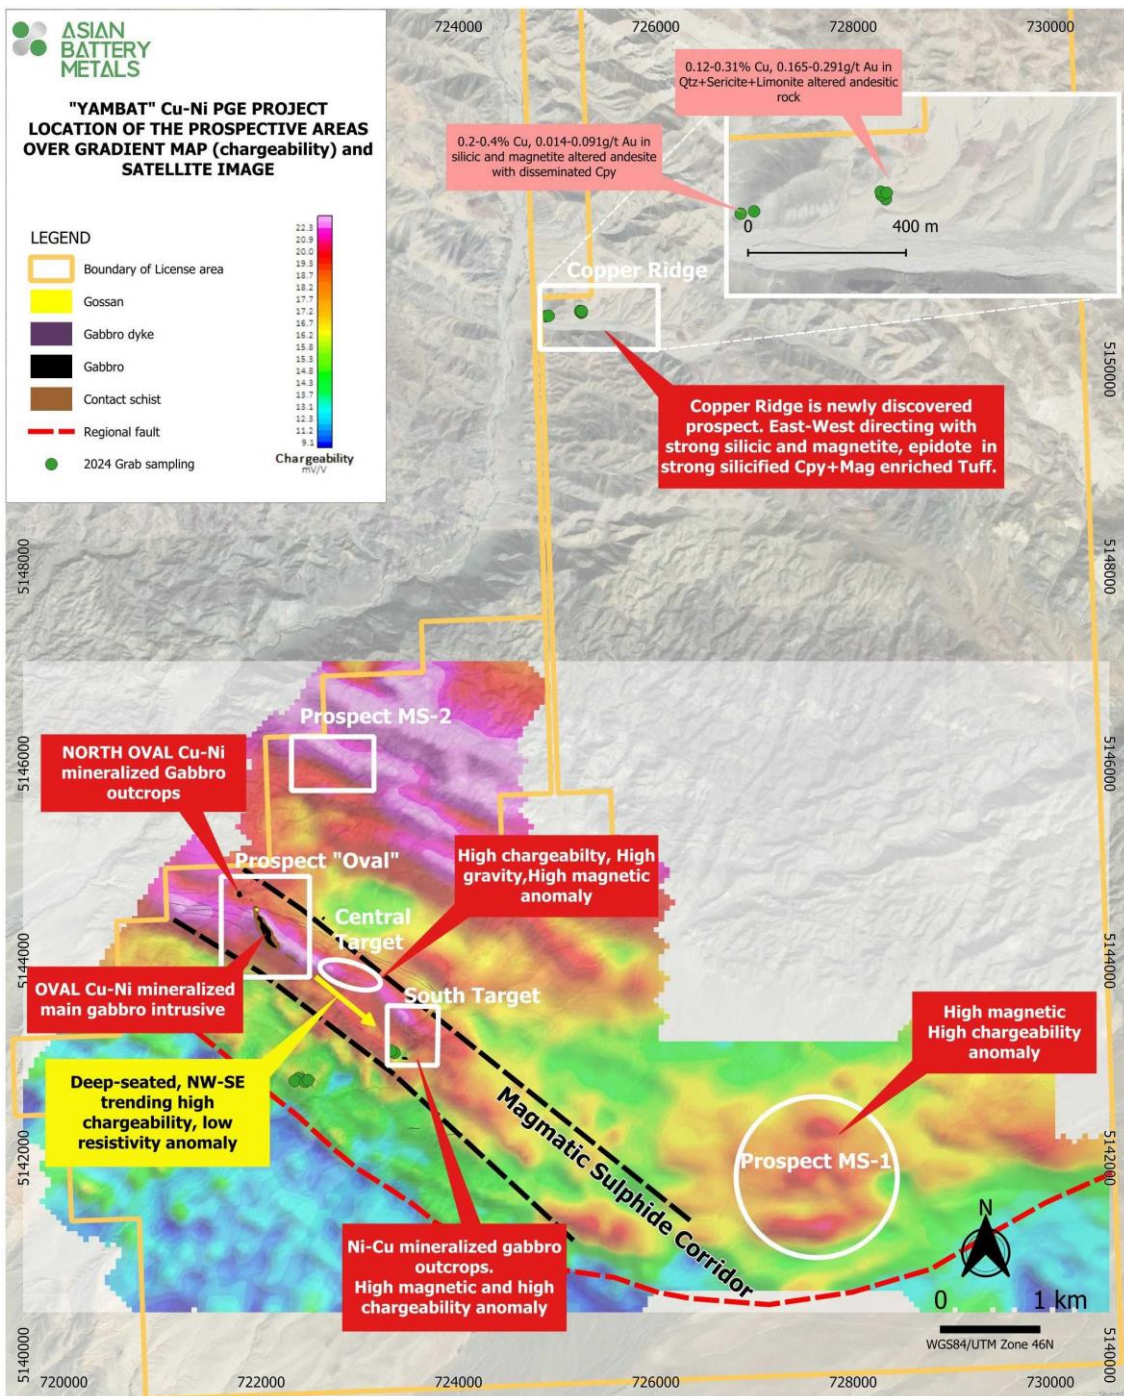 ASIAN
BATTERY
METALS
"YAMBAT" Cu-Ni PGE PROJECT
LOCATION OF THE PROSPECTIVE AREAS
OVER GRADIENT MAP (chargeability) and
SATELLITE IMAGE
LEGEND
Boundary of License area
Gossan
Gabbro dyke
Gabbro
Contact schist
Regional fault
2024 Grab sampling
22.3
20.9
20.0
19.3
18.7
18.2
17.7
17.2
16.7
16.2
15.8
15.3
14.8
14.3
13.7
13.1
12.3
11.2
9.1
Chargeability
mV/V
724000
726000
728000
730000
0.12-0.31% Cu, 0.165-0.291g/t Au in
Qtz+Sericite+Limonite altered andesitic
rock
0.2-0.4% Cu, 0.014-0.091g/t Au in
silicic and magnetite altered andesite
with disseminated Cpy
0
400 m
Copper Ridge
Copper Ridge is newly discovered
prospect. East-West directing with
strong silicic and magnetite, epidote in
strong silicified Cpy+Mag enriched Tuff.
5150000
5148000
5148000
Prospect MS-2
NORTH OVAL Cu-Ni
mineralized Gabbro
outcrops
5146000
5146000
Prospect "Oval"
High chargeabilty, High
gravity,High magnetic
anomaly
Central
Target
5144000
5144000
OVAL Cu-Ni mineralized
main gabbro intrusive
South Target
High magnetic
High chargeability
anomaly
Deep-seated, NW-SE
trending high
chargeability, low
resistivity anomaly
Magmatic Sulphide Corridor
5142000
5142000
Prospect MS-1
Ni-Cu mineralized gabbro
outcrops.
High magnetic and high
chargeability anomaly
N
0
1 km
WGS84/UTM Zone 46N
5140000
5140000
720000
722000
724000
726000
728000
730000